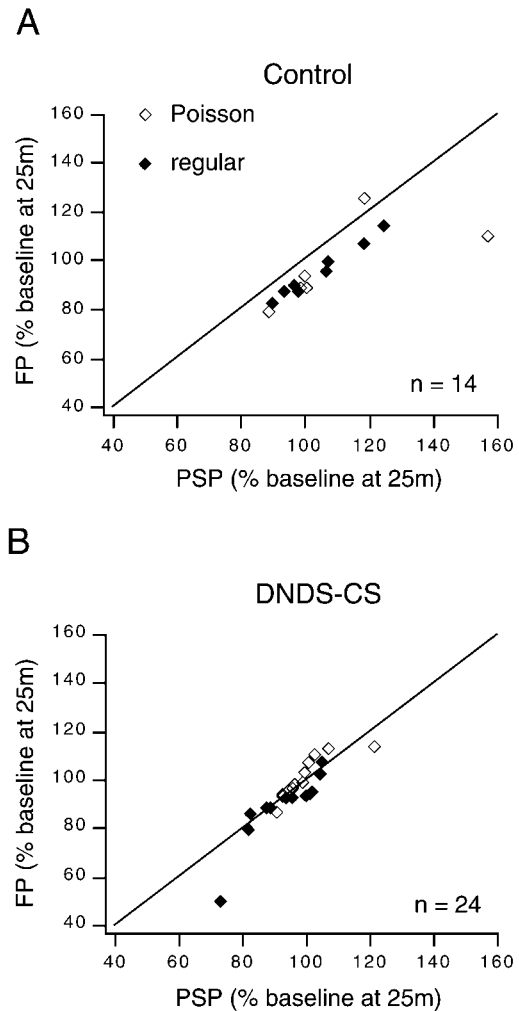 A
Control
160
140
120
100
80
60
40
FP (% baseline at 25m)
Poisson
regular
n = 14
40 60 80 100 120 140 160
PSP (% baseline at 25m)
B
DNDS-CS
160
140
120
100
80
60
40
FP (% baseline at 25m)
n = 24
40 60 80 100 120 140 160
PSP (% baseline at 25m)